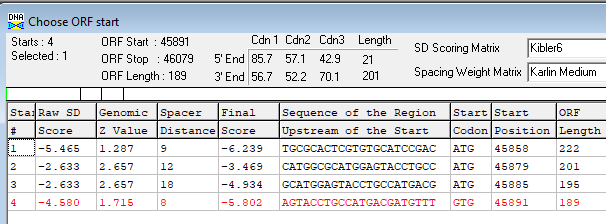 DNA Choose ORF start
Starts : 4 ORF Start : 45891 Cdn 1 Cdn2 Cdn3 Length SD Scoring Matrix Kibler6
Selected : 1 ORF Stop : 46079 5' End 85.7 57.1 42.9 21
ORF Length : 189 3' End 56.7 52.2 70.1 201 Spacing Weight Matrix Karlin Medium
Star Raw SD Genomic Spacer Final Sequence of the Region Start Start ORF
# Score Z Value Distance Score Upstream of the Start Codon Position Length
1 -5.465 1.287 9 -6.239 TGCGCACTCGTGTGCATCCGAC ATG 45858 222
2 -2.633 2.657 12 -3.469 CATGGCATGGAGTACCTGCCAT ATG 45879 201
3 -2.633 2.657 18 -4.934 GCATGGAGTACCTGCCATGACG ATG 45885 195
4 -4.580 1.715 8 -5.802 AGTACCTGCCATGACGATGTTT GTG 45891 189